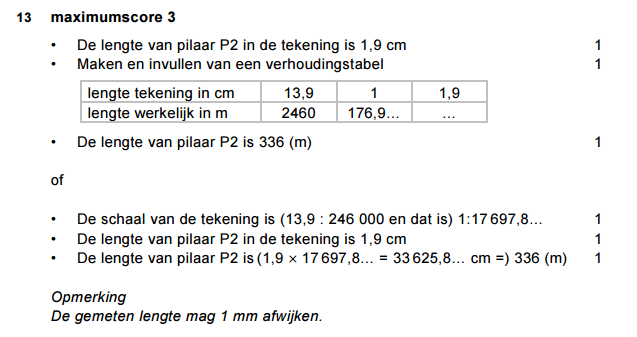 13 maximumscore 3
• De lengte van pilaar P2 in de tekening is 1,9 cm 1
• Maken en invullen van een verhoudingstabel 1
lengte tekening in cm 13,9 1 1,9
lengte werkelijk in m 2460 176,9... ...
• De lengte van pilaar P2 is 336 (m) 1
of
• De schaal van de tekening is (13,9 : 246 000 en dat is) 1:17 697,8... 1
• De lengte van pilaar P2 in de tekening is 1,9 cm 1
• De lengte van pilaar P2 is (1,9 × 17 697,8... = 33 625,8... cm =) 336 (m) 1
Opmerking
De gemeten lengte mag 1 mm afwijken.